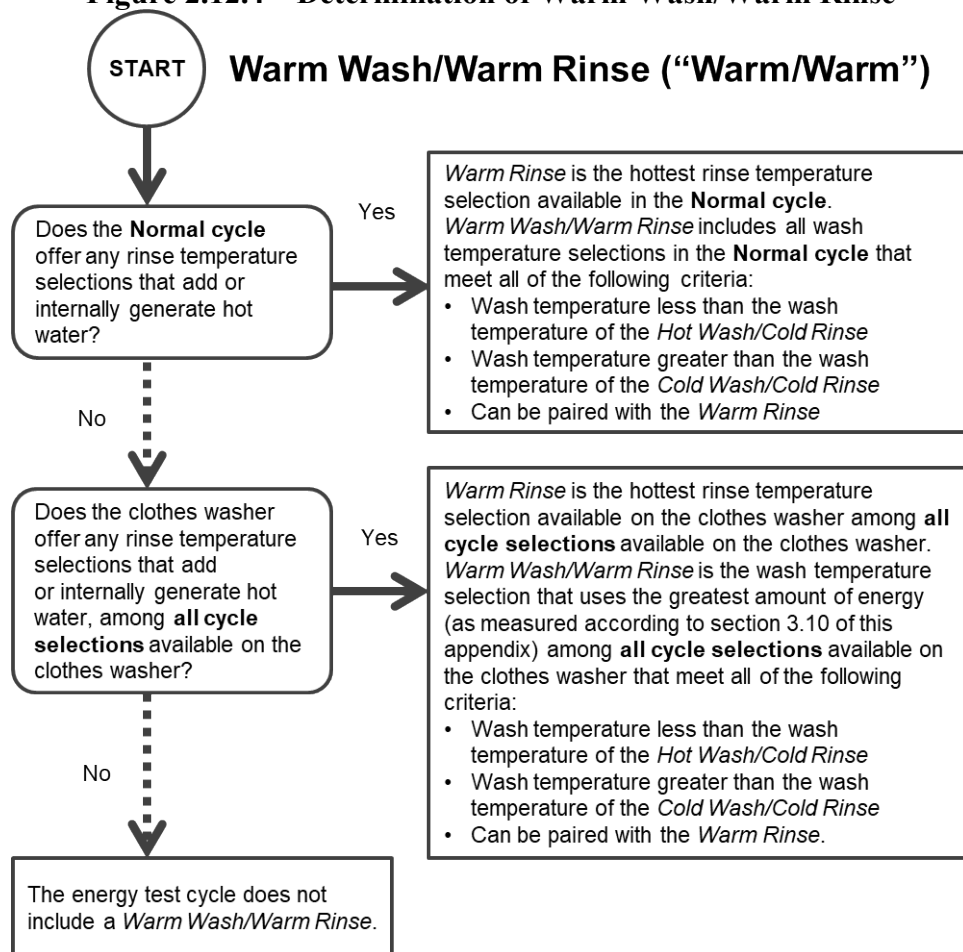 Figure 2.12.4 Determination of Warm Wash/Warm Rinse
START
Warm Wash/Warm Rinse (“Warm/Warm”)
Does the Normal cycle
offer any rinse temperature
selections that add or
internally generate hot
water?
Yes
Warm Rinse is the hottest rinse temperature
selection available in the Normal cycle.
Warm Wash/Warm Rinse includes all wash
temperature selections in the Normal cycle that
meet all of the following criteria:
• Wash temperature less than the wash
temperature of the Hot Wash/Cold Rinse
• Wash temperature greater than the wash
temperature of the Cold Wash/Cold Rinse
• Can be paired with the Warm Rinse
No
Does the clothes washer
offer any rinse temperature
selections that add
or internally generate hot
water, among all cycle
selections available on the
clothes washer?
Yes
Warm Rinse is the hottest rinse temperature
selection available on the clothes washer among all
cycle selections available on the clothes washer.
Warm Wash/Warm Rinse is the wash temperature
selection that uses the greatest amount of energy
(as measured according to section 3.10 of this
appendix) among all cycle selections available on
the clothes washer that meet all of the following
criteria:
• Wash temperature less than the wash
temperature of the Hot Wash/Cold Rinse
• Wash temperature greater than the wash
temperature of the Cold Wash/Cold Rinse
• Can be paired with the Warm Rinse.
No
The energy test cycle does not
include a Warm Wash/Warm Rinse.